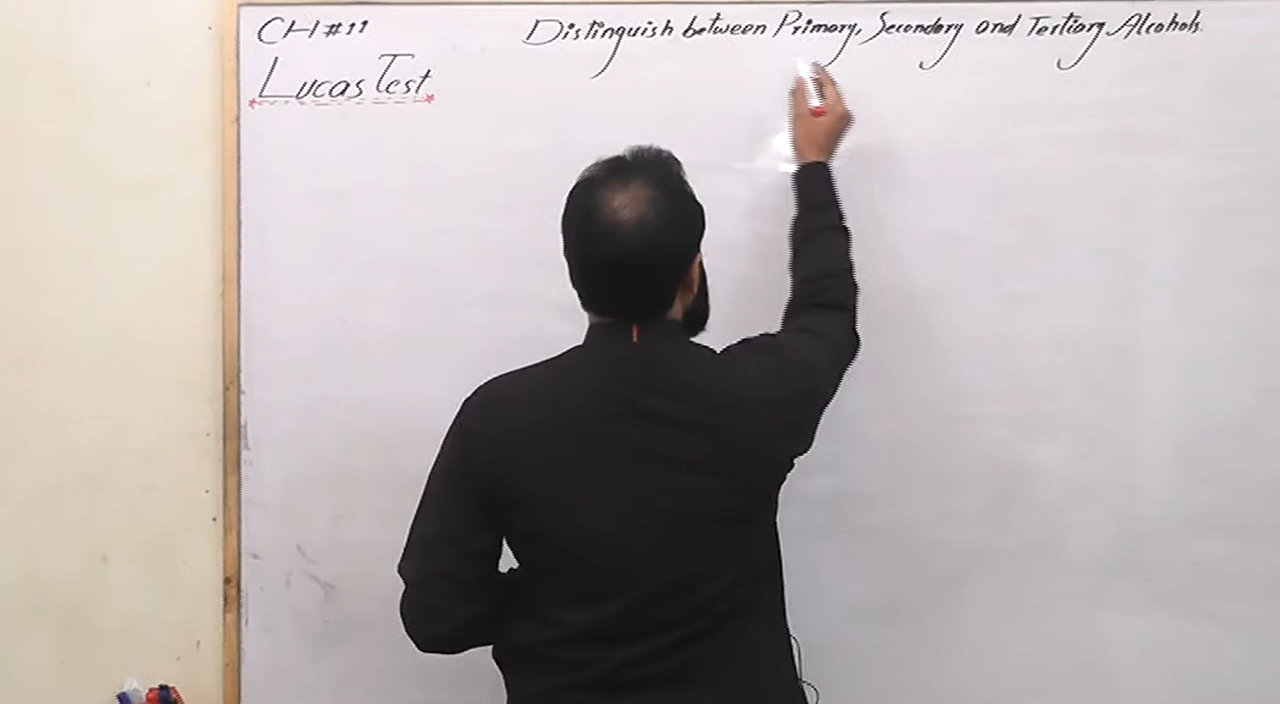 CH#11
Distinguish between Primary, Secondary and Tertiary Alcohols.
Lucas Test